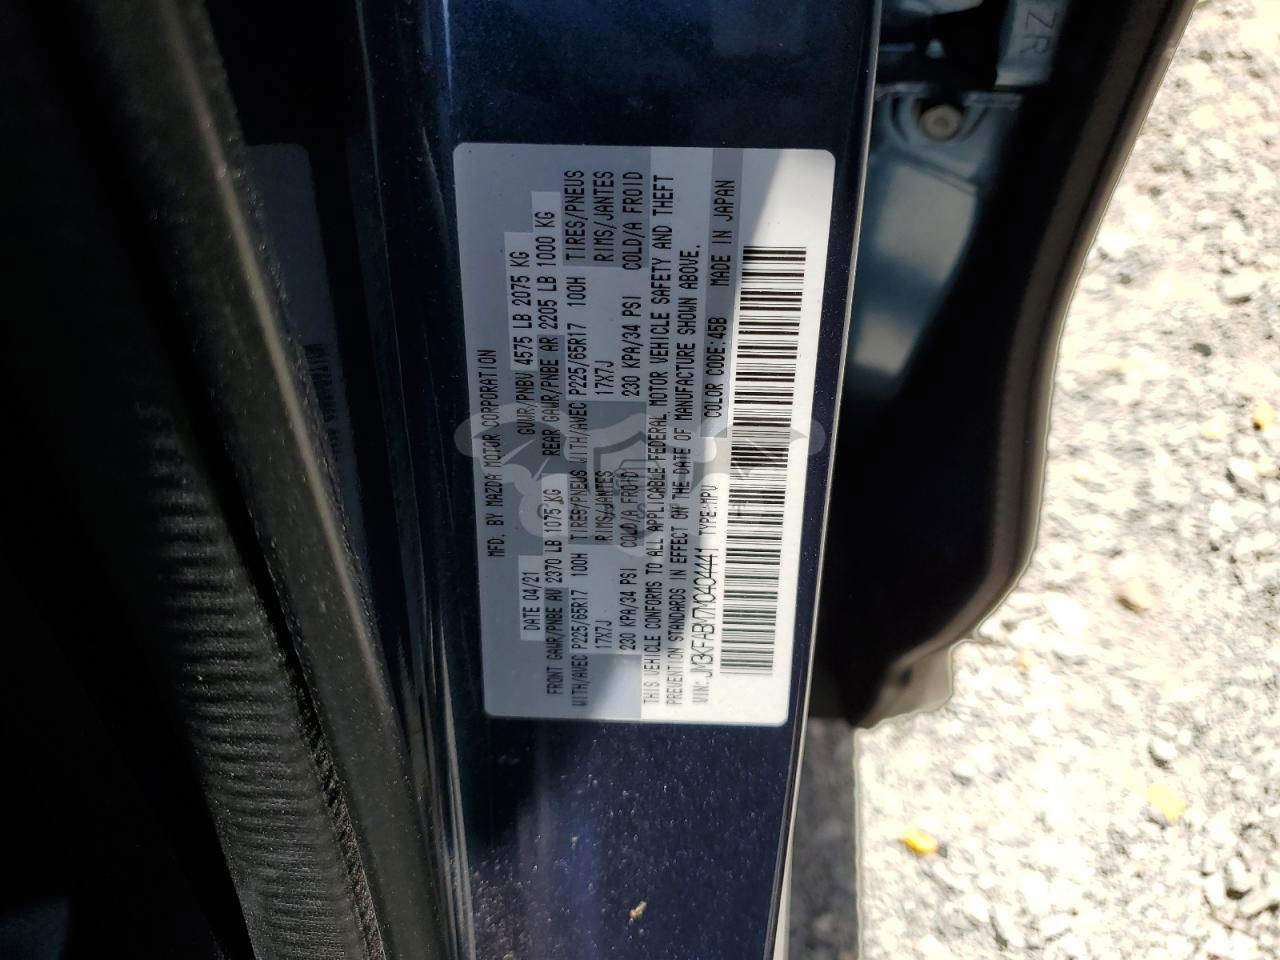 MFD. BY MAZDA MOTOR CORPORATION
DATE 04/21 GVWR/PNBV 4575 LB 2075 KG
FRONT GAWR/PNBE AV 2370 LB 1075 KG REAR GAWR/PNBE AR 2205 LB 1000 KG
WITH/AVEC P225/65R17 100H TIRES/PNEUS WITH/AVEC P225/65R17 100H TIRES/PNEUS
17X7J RIMS/JANTES 17X7J RIMS/JANTES
230 KPA/34 PSI COLD/A FROID 230 KPA/34 PSI COLD/A FROID
THIS VEHICLE CONFORMS TO ALL APPLICABLE FEDERAL MOTOR VEHICLE SAFETY AND THEFT
PREVENTION STANDARDS IN EFFECT ON THE DATE OF MANUFACTURE SHOWN ABOVE.
VIN: JM3KFABM7M0404441 TYPE:MPV COLOR CODE:45B MADE IN JAPAN
ZR